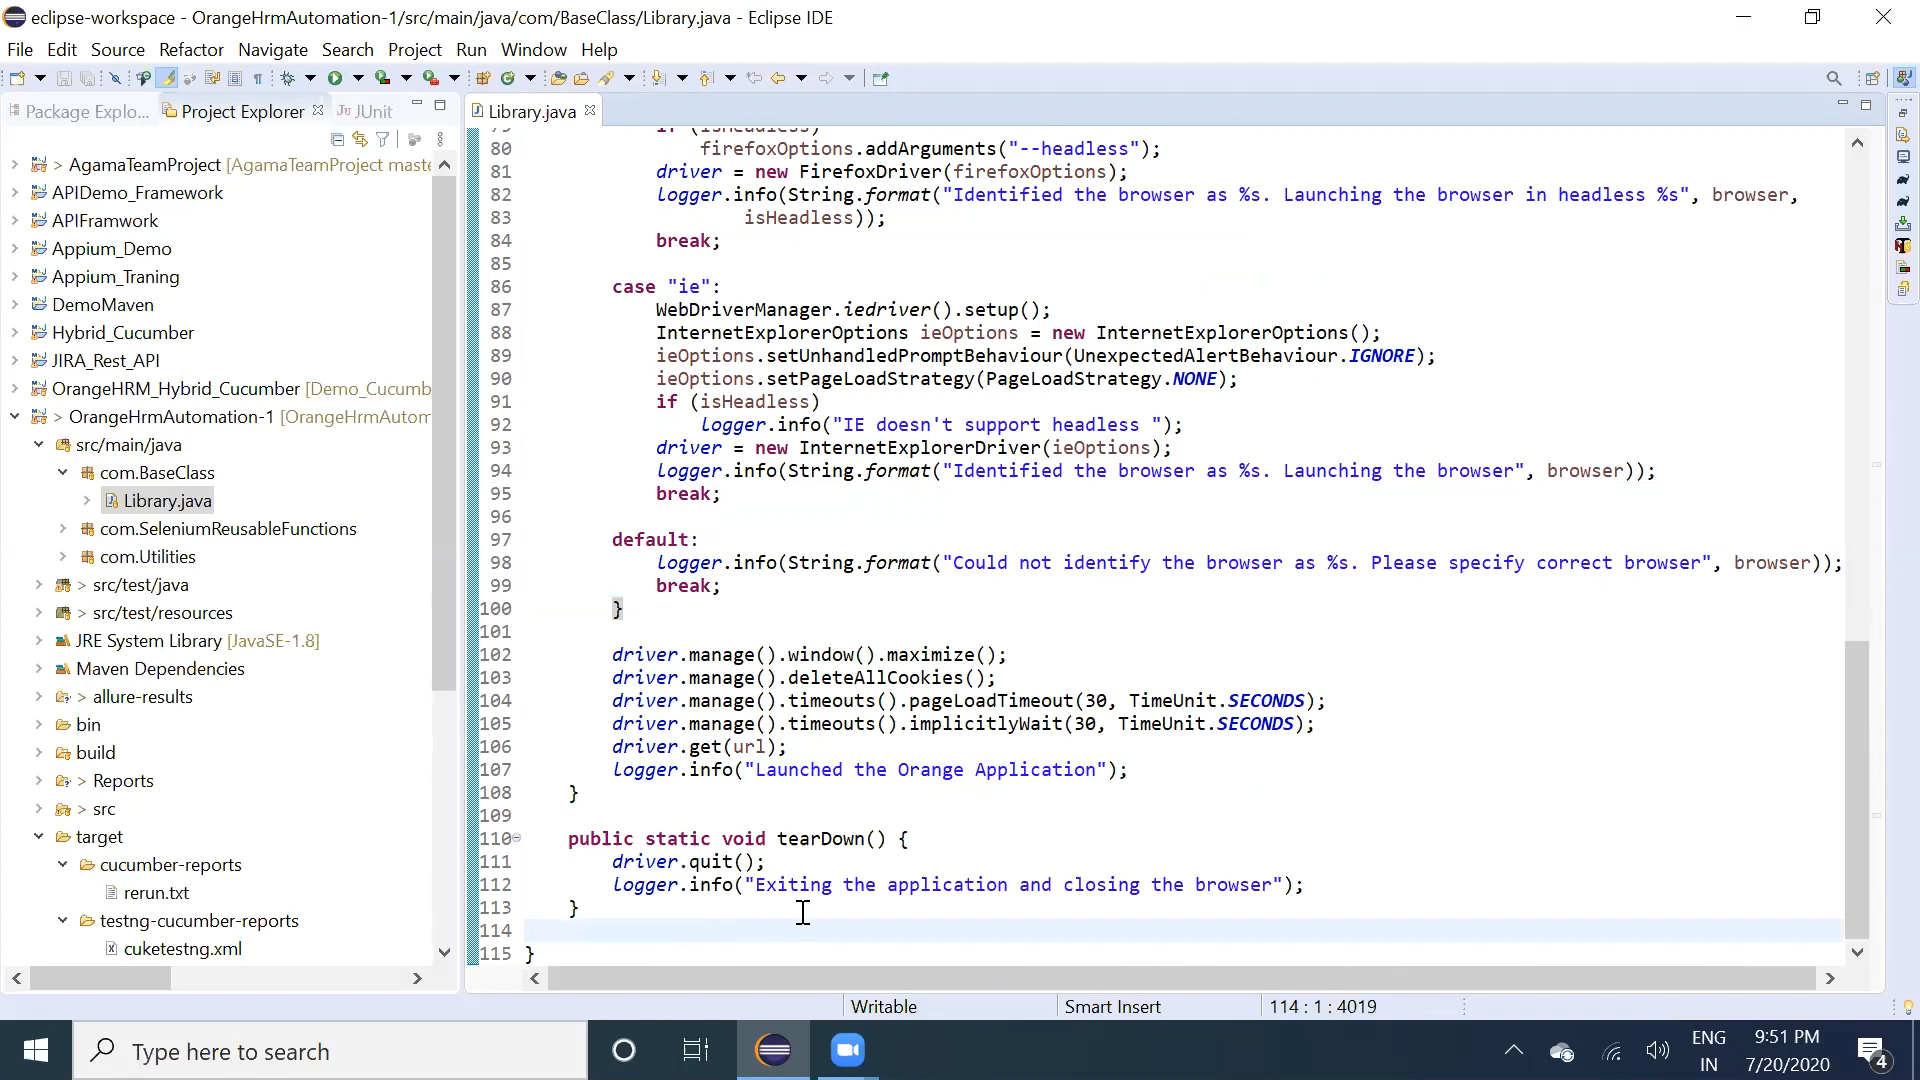 eclipse-workspace - OrangeHrmAutomation-1/src/main/java/com/BaseClass/Library.java - Eclipse IDE
File Edit Source Refactor Navigate Search Project Run Window Help
Package Explo... Project Explorer JUnit
Library.java
> AgamaTeamProject [AgamaTeamProject maste
APIDemo_Framework
APIFramwork
Appium_Demo
Appium_Traning
DemoMaven
Hybrid_Cucumber
JIRA_Rest_API
OrangeHRM_Hybrid_Cucumber [Demo_Cucumb
> OrangeHrmAutomation-1 [OrangeHrmAutom
src/main/java
com.BaseClass
Library.java
com.SeleniumReusableFunctions
com.Utilities
> src/test/java
> src/test/resources
JRE System Library [JavaSE-1.8]
Maven Dependencies
> allure-results
bin
build
> Reports
> src
target
cucumber-reports
rerun.txt
testng-cucumber-reports
cuketestng.xml
79 if (isHeadless)
80 firefoxOptions.addArguments("--headless");
81 driver = new FirefoxDriver(firefoxOptions);
82 logger.info(String.format("Identified the browser as %s. Launching the browser in headless %s", browser,
83 isHeadless));
84 break;
85
86 case "ie":
87 WebDriverManager.iedriver().setup();
88 InternetExplorerOptions ieOptions = new InternetExplorerOptions();
89 ieOptions.setUnhandledPromptBehaviour(UnexpectedAlertBehaviour.IGNORE);
90 ieOptions.setPageLoadStrategy(PageLoadStrategy.NONE);
91 if (isHeadless)
92 logger.info("IE doesn't support headless ");
93 driver = new InternetExplorerDriver(ieOptions);
94 logger.info(String.format("Identified the browser as %s. Launching the browser", browser));
95 break;
96
97 default:
98 logger.info(String.format("Could not identify the browser as %s. Please specify correct browser", browser));
99 break;
100 }
101
102 driver.manage().window().maximize();
103 driver.manage().deleteAllCookies();
104 driver.manage().timeouts().pageLoadTimeout(30, TimeUnit.SECONDS);
105 driver.manage().timeouts().implicitlyWait(30, TimeUnit.SECONDS);
106 driver.get(url);
107 logger.info("Launched the Orange Application");
108 }
109
110 public static void tearDown() {
111 driver.quit();
112 logger.info("Exiting the application and closing the browser");
113 }
114
115 }
Writable Smart Insert 114 : 1 : 4019
Type here to search
ENG
IN
9:51 PM
7/20/2020
4